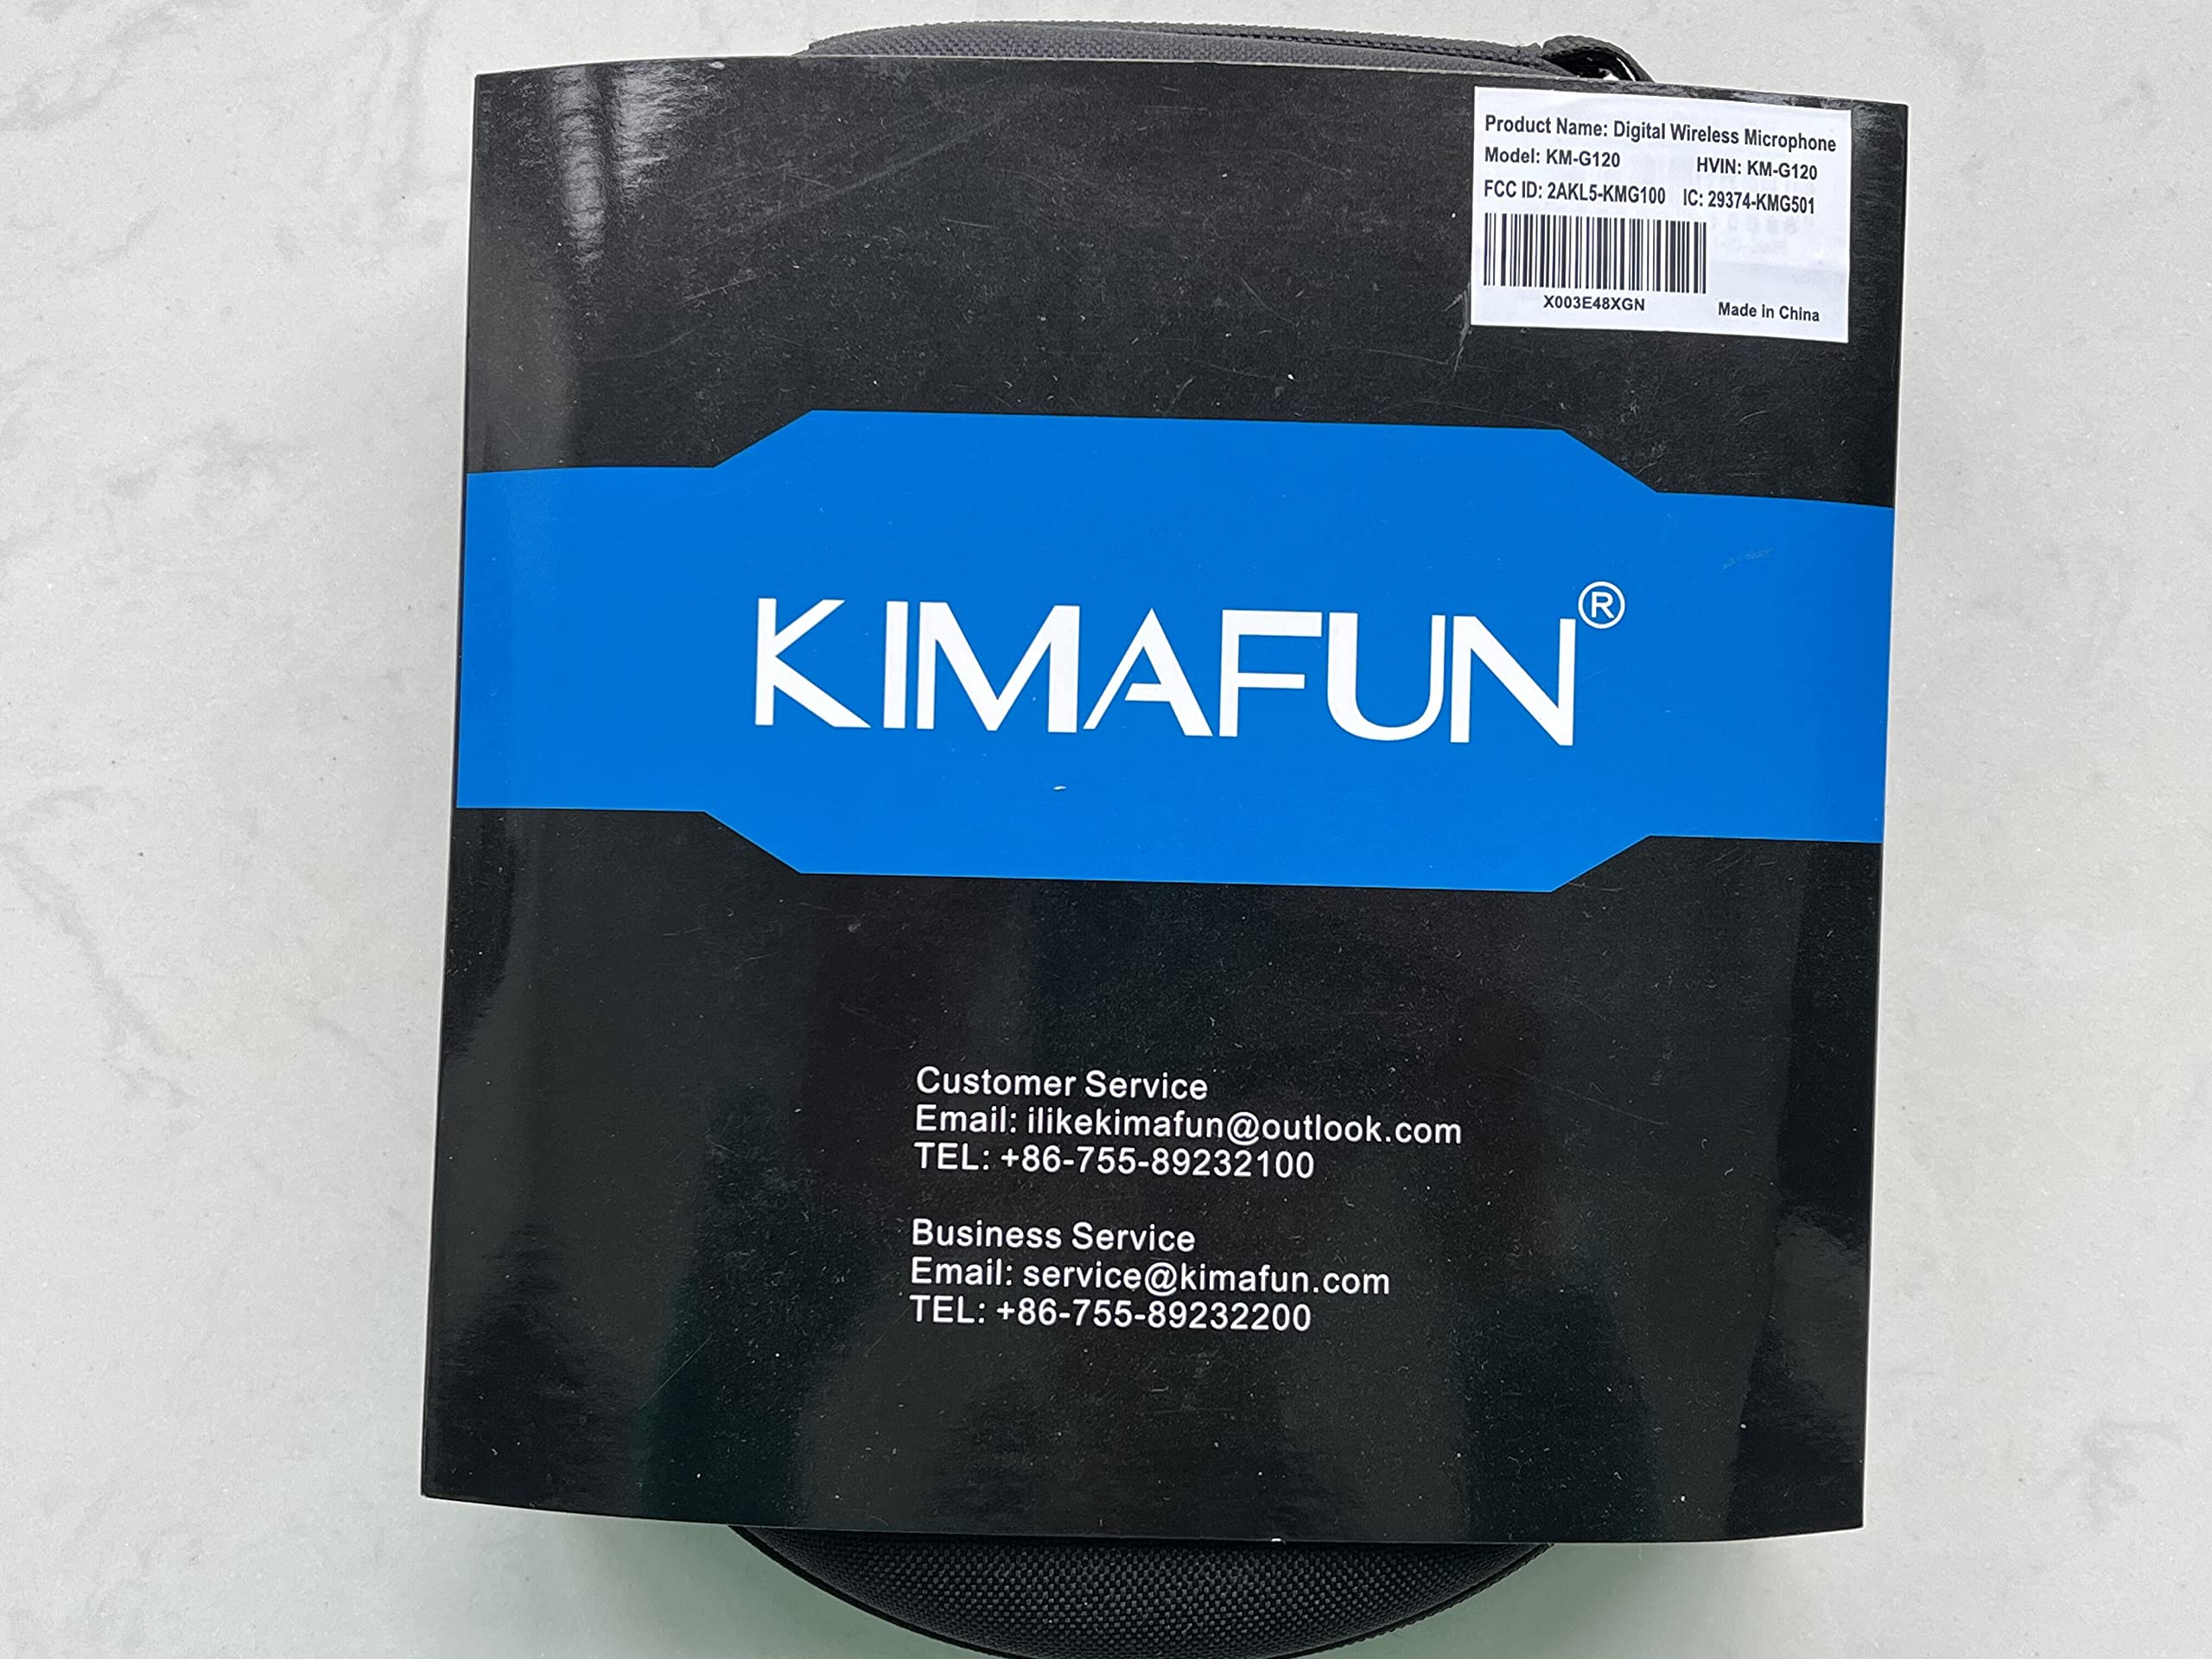 Product Name: Digital Wireless Microphone
Model: KM-G120 HVIN: KM-G120
FCC ID: 2AKL5-KMG100 IC: 29374-KMG501
X003E48XGN
Made in China
KIMAFUN®
Customer Service
Email: ilikekimafun@outlook.com
TEL: +86-755-89232100
Business Service
Email: service@kimafun.com
TEL: +86-755-89232200